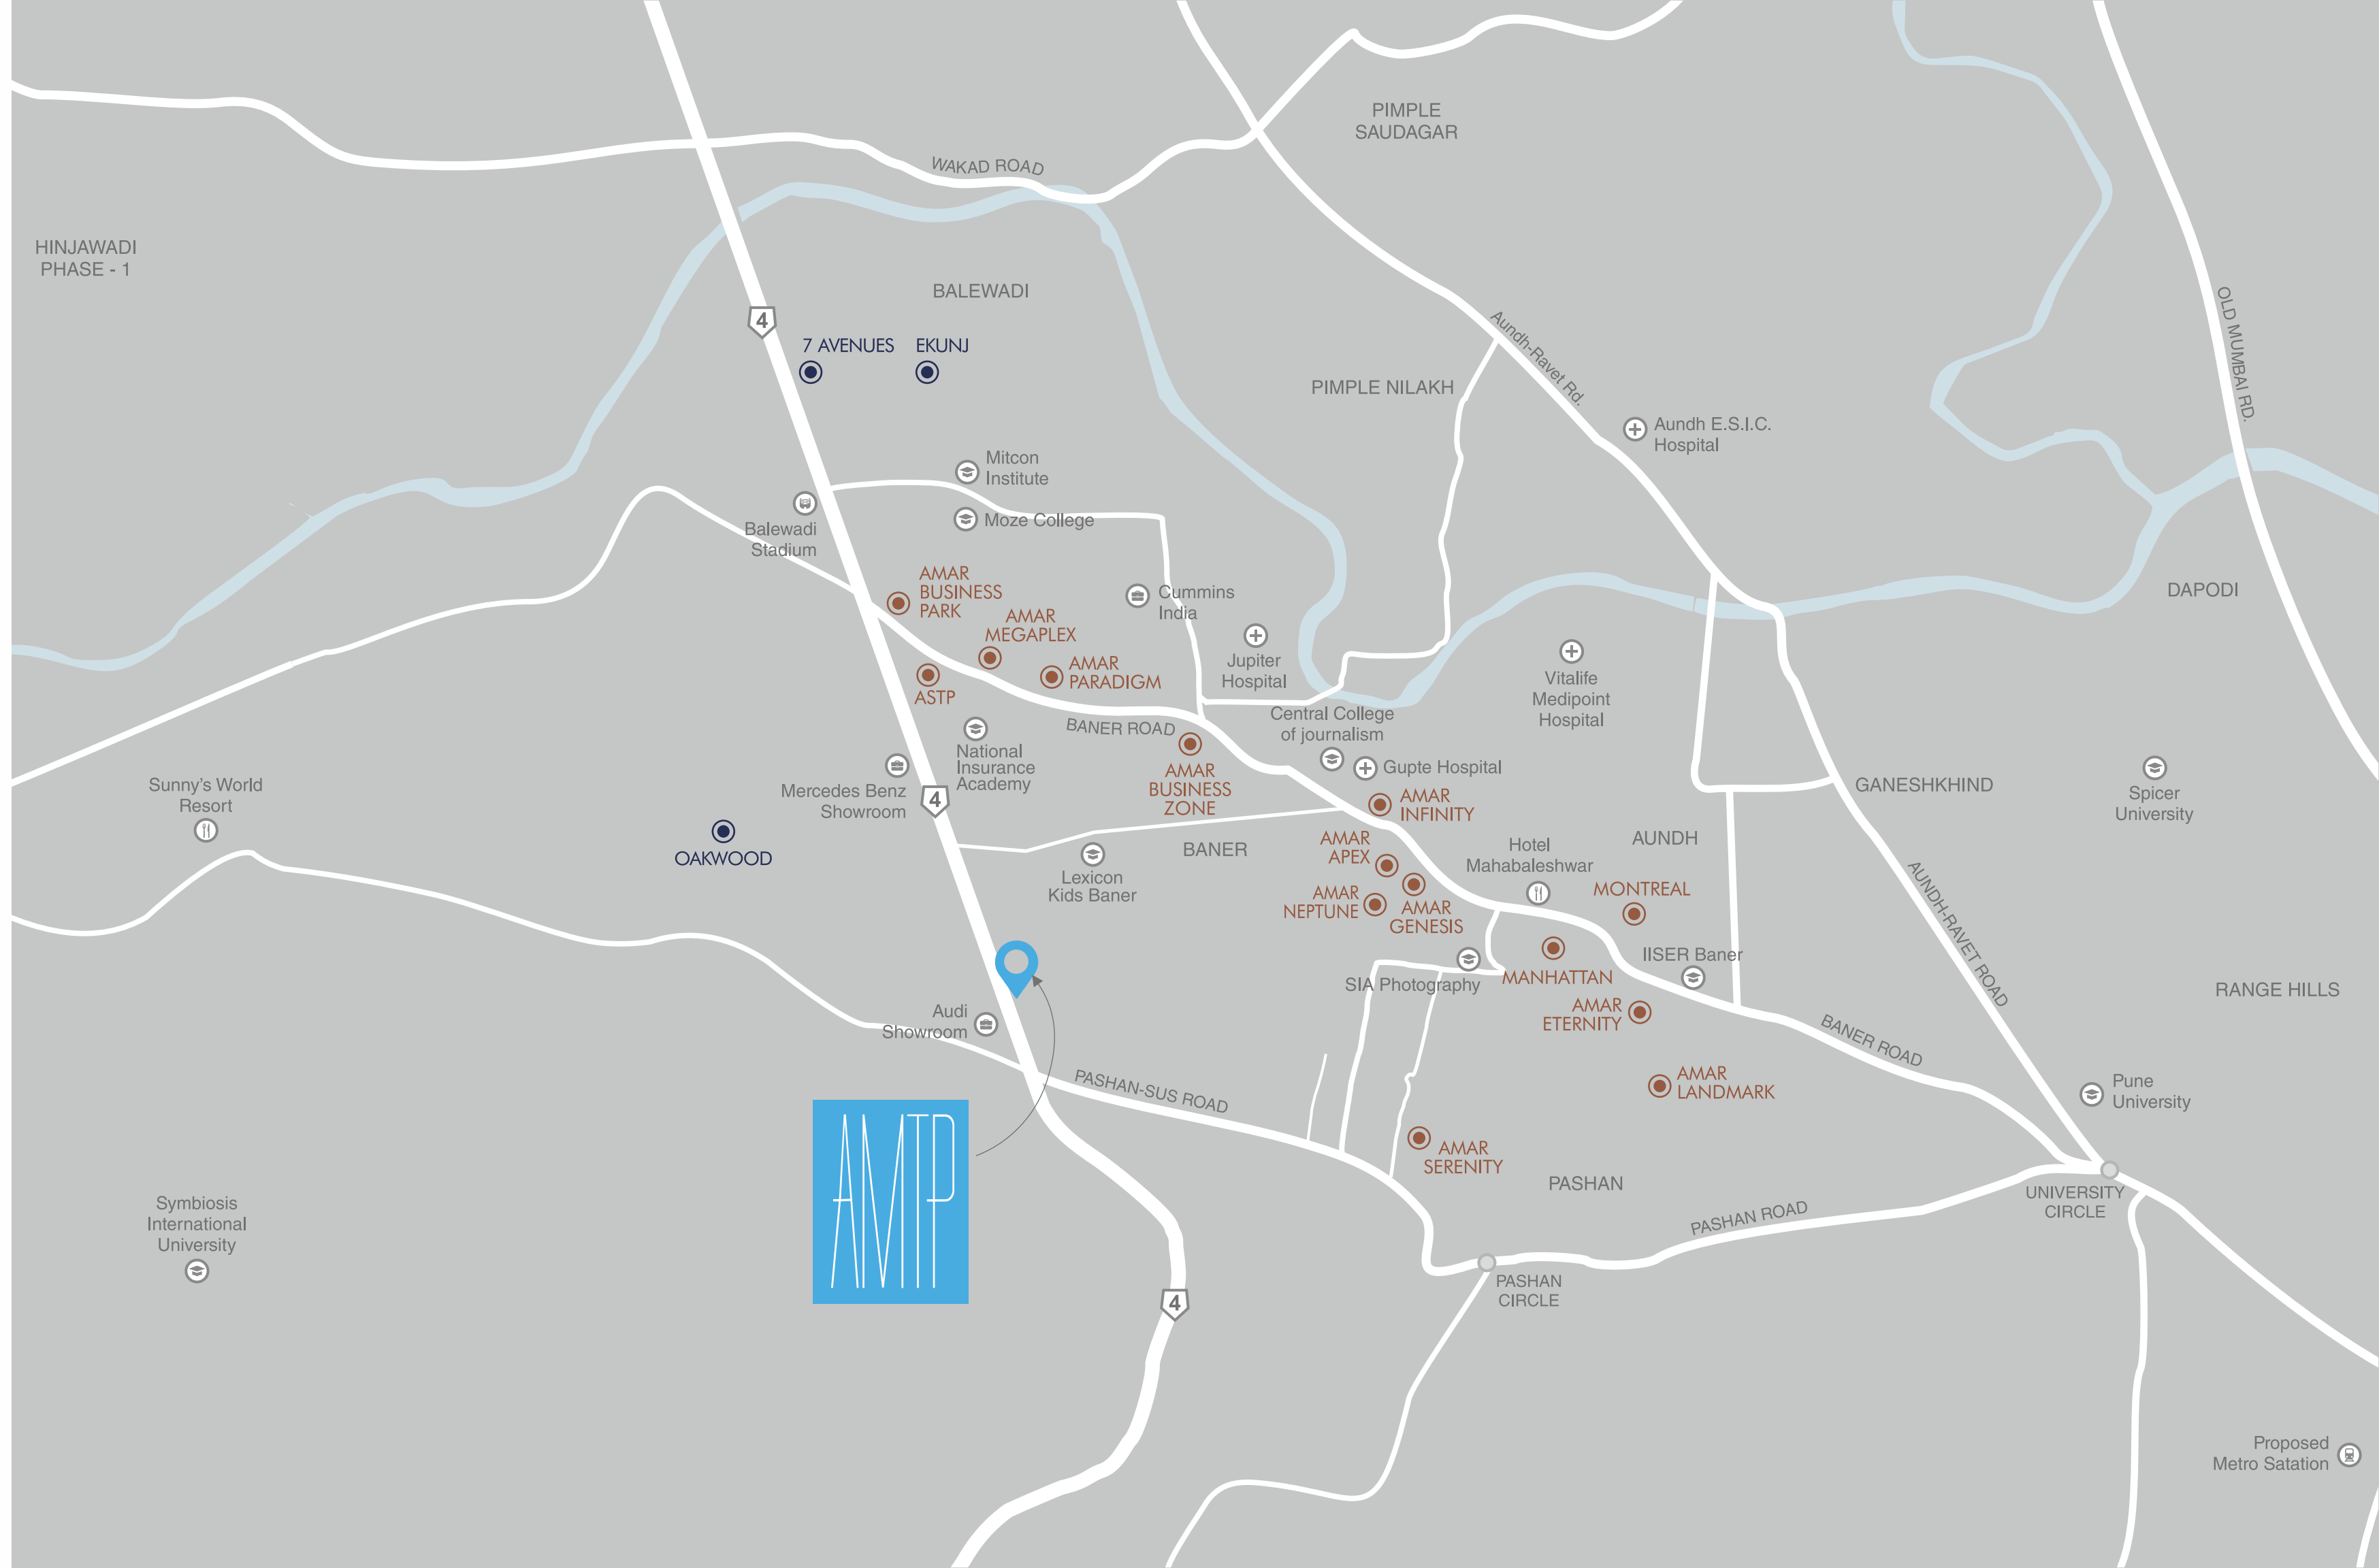 PIMPLE
SAUDAGAR
WAKAD ROAD
HINJAWADI
PHASE - 1
BALEWADI
4
7 AVENUES
EKUNJ
Aundh-Ravet Rd.
OLD MUMBAI RD.
PIMPLE NILAKH
Aundh E.S.I.C.
Hospital
Mitcon
Institute
Moze College
Balewadi
Stadium
AMAR
BUSINESS
PARK
AMAR
MEGAPLEX
Cummins
India
DAPODI
AMAR
PARADIGM
ASTP
Jupiter
Hospital
Vitalife
Medipoint
Hospital
BANER ROAD
Central College
of journalism
National
Insurance
Academy
Mercedes Benz
Showroom
4
AMAR
BUSINESS
ZONE
Gupte Hospital
AMAR
INFINITY
Sunny's World
Resort
GANESHKHIND
Spicer
University
OAKWOOD
BANER
AMAR
APEX
Hotel
Mahabaleshwar
AUNDH
Lexicon
Kids Baner
AMAR
NEPTUNE
AMAR
GENESIS
MONTREAL
AUNDH-RAVET ROAD
IISER Baner
SIA Photography
MANHATTAN
RANGE HILLS
Audi
Showroom
AMAR
ETERNITY
BANER ROAD
PASHAN-SUS ROAD
AMAR
LANDMARK
Pune
University
AMTP
AMAR
SERENITY
PASHAN
Symbiosis
International
University
PASHAN ROAD
UNIVERSITY
CIRCLE
4
PASHAN
CIRCLE
Proposed
Metro Satation